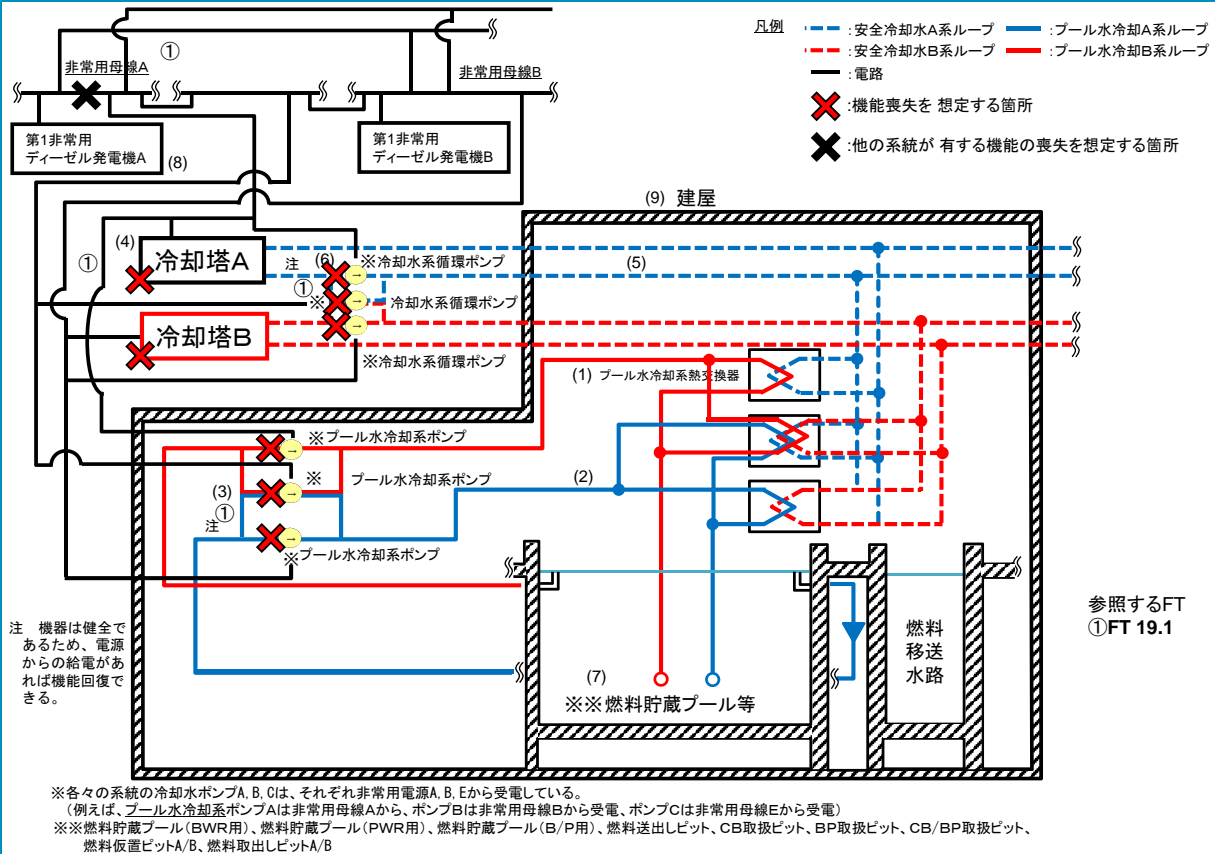 凡例
:安全冷却水A系ループ
:プール水冷却A系ループ
:安全冷却水B系ループ
:プール水冷却B系ループ
:電路
:機能喪失を 想定する箇所
:他の系統が 有する機能の喪失を想定する箇所
①
非常用母線A
非常用母線B
第1非常用
ディーゼル発電機A
(8)
第1非常用
ディーゼル発電機B
(9) 建屋
(4)
冷却塔A
①
注
(6)
①
※冷却水系循環ポンプ
(5)
※
冷却水系循環ポンプ
冷却塔B
※冷却水系循環ポンプ
(1) プール水冷却系熱交換器
※プール水冷却系ポンプ
※
プール水冷却系ポンプ
(2)
(3)
①
注
※プール水冷却系ポンプ
注 機器は健全で
あるため、電源
からの給電があ
れば機能回復で
きる。
燃料
移送
水路
(7)
※※燃料貯蔵プール等
参照するFT
①FT 19.1
※各々の系統の冷却水ポンプA, B, Cは、それぞれ非常用電源A, B, Eから受電している。
(例えば、プール水冷却系ポンプAは非常用母線Aから、ポンプBは非常用母線Bから受電、ポンプCは非常用母線Eから受電)
※※燃料貯蔵プール(BWR用)、燃料貯蔵プール(PWR用)、燃料貯蔵プール(B/P用)、燃料送出しピット、CB取扱ピット、BP取扱ピット、CB/BP取扱ピット、
燃料仮置ピットA/B、燃料取出しピットA/B